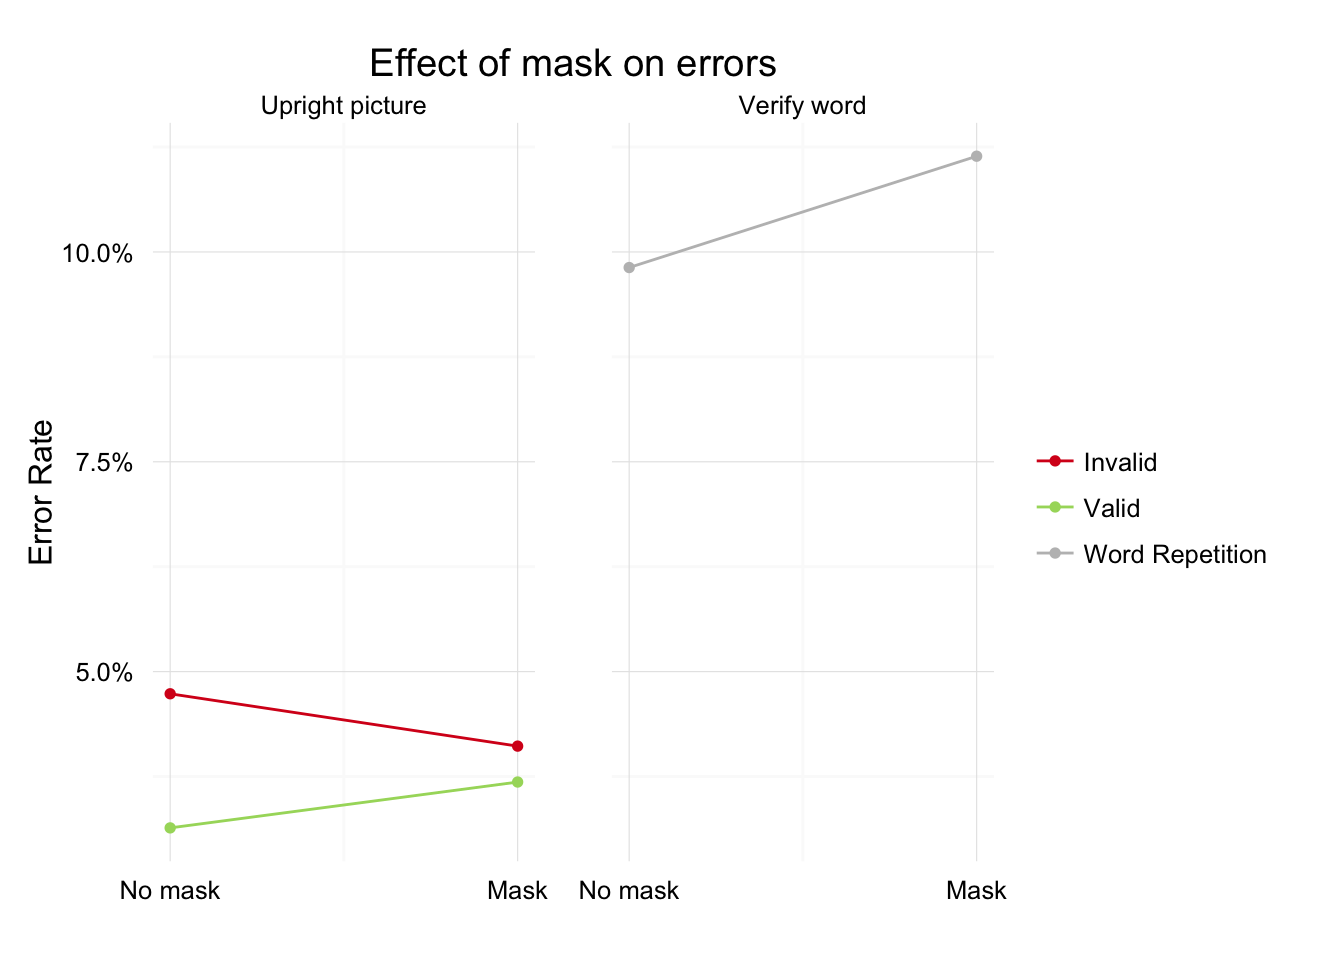 Effect of mask on errors
Upright picture
Verify word
Error Rate
10.0%
7.5%
5.0%
No mask
Mask
No mask
Mask
Invalid
Valid
Word Repetition